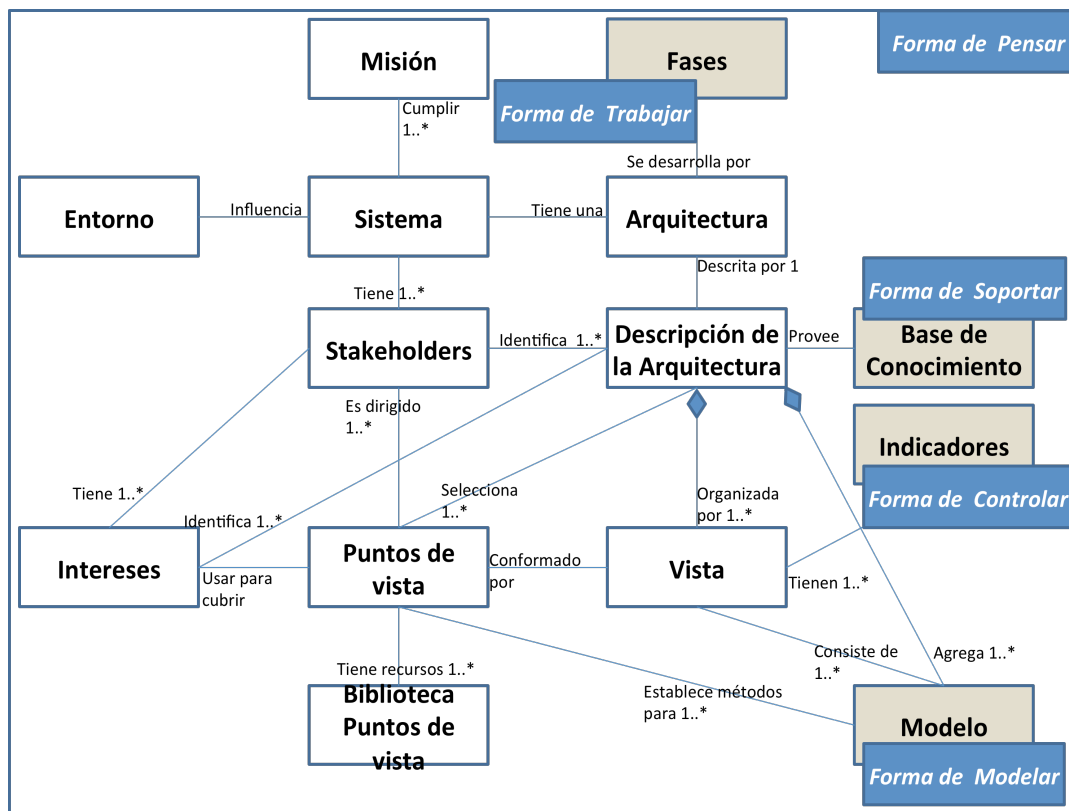 Misión
Fases
Forma de Pensar
Cumplir
1..*
Forma de Trabajar
Se desarrolla por
Entorno
Influencia
Sistema
Tiene una
Arquitectura
Descrita por 1
Tiene 1..*
Forma de Soportar
Stakeholders
Identifica 1..*
Descripción de
la Arquitectura
Provee
Base de
Conocimiento
Es dirigido
1..*
Indicadores
Tiene 1..*
Identifica 1..*
Selecciona
1..*
Organizada
por 1..*
Forma de Controlar
Intereses
Usar para
cubrir
Puntos de
vista
Conformado
por
Vista
Tienen 1..*
Tiene recursos 1..*
Consiste de
1..*
Agrega 1..*
Biblioteca
Puntos de
vista
Establece métodos
para 1..*
Modelo
Forma de Modelar